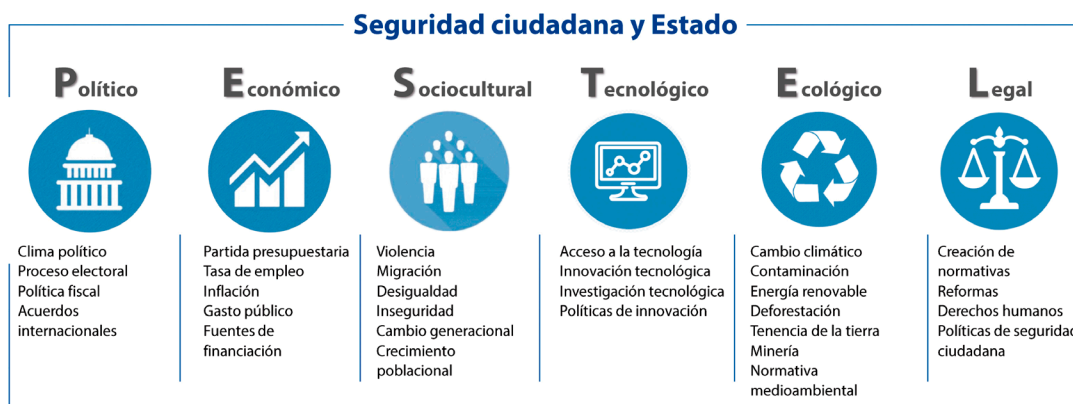 Seguridad ciudadana y Estado
Político
Económico
Sociocultural
Tecnológico
Ecológico
Legal
Clima político
Proceso electoral
Política fiscal
Acuerdos
internacionales
Partida presupuestaria
Tasa de empleo
Inflación
Gasto público
Fuentes de
financiación
Violencia
Migración
Desigualdad
Inseguridad
Cambio generacional
Crecimiento
poblacional
Acceso a la tecnología
Innovación tecnológica
Investigación tecnológica
Políticas de innovación
Cambio climático
Contaminación
Energía renovable
Deforestación
Tenencia de la tierra
Minería
Normativa
medioambiental
Creación de
normativas
Reformas
Derechos humanos
Políticas de seguridad
ciudadana